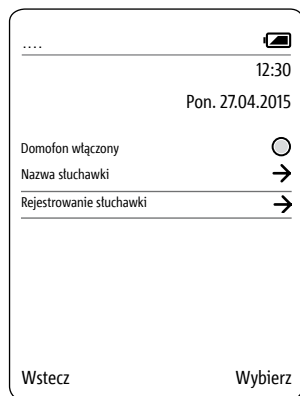 ....
12:30
Pon. 27.04.2015
Domofon włączony
Nazwa słuchawki
Rejestrowanie słuchawki
Wstecz Wybierz